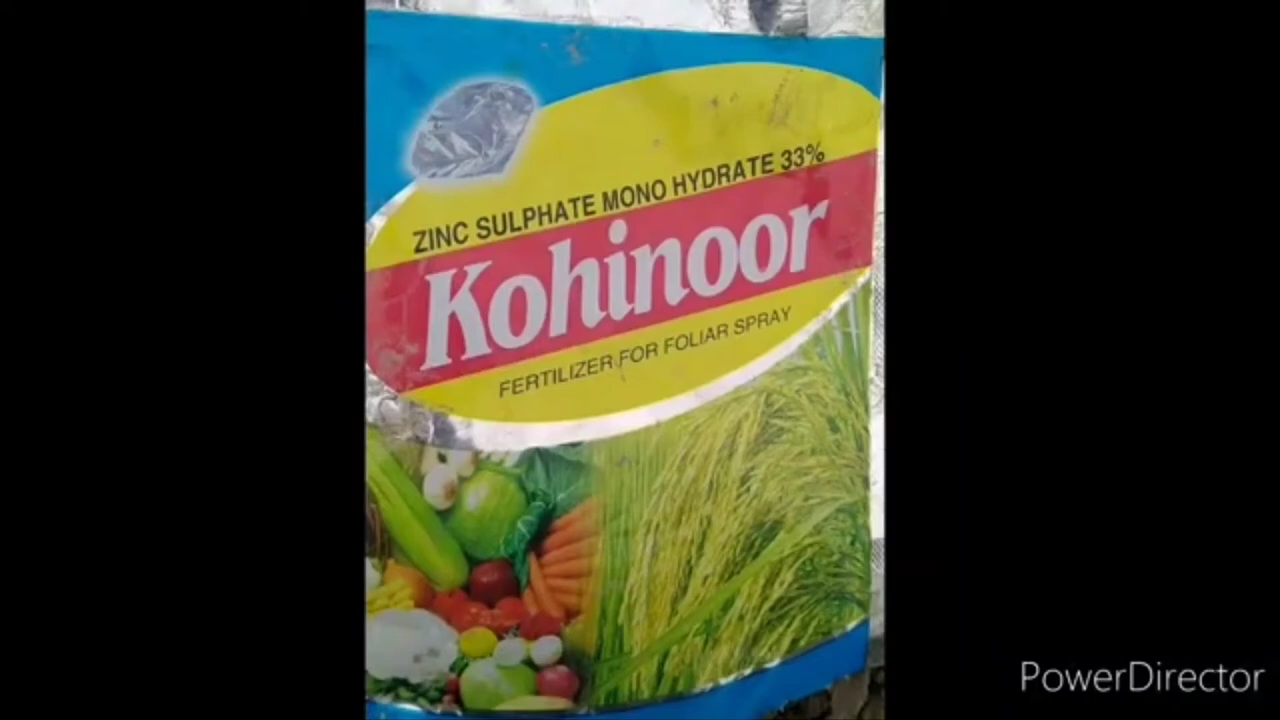 ZINC SULPHATE MONO HYDRATE 33%
Kohinoor
FERTILIZER FOR FOLIAR SPRAY
PowerDirector